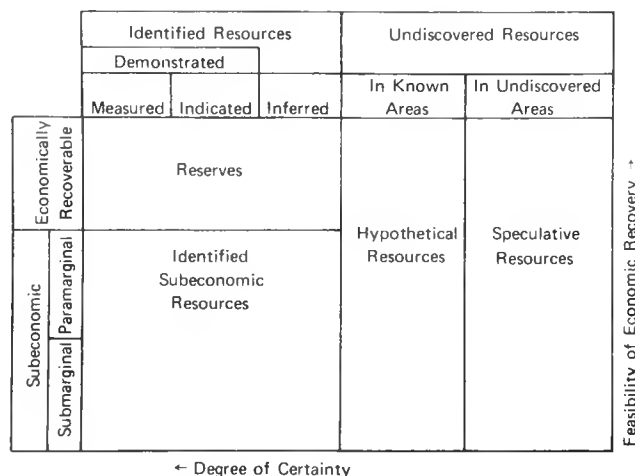 Identified Resources
Undiscovered Resources
Demonstrated
Measured
Indicated
Inferred
In Known
Areas
In Undiscovered
Areas
Economically
Recoverable
Reserves
Subeconomic
Paramarginal
Submarginal
Identified
Subeconomic
Resources
Hypothetical
Resources
Speculative
Resources
Feasibility of Economic Recovery →
← Degree of Certainty